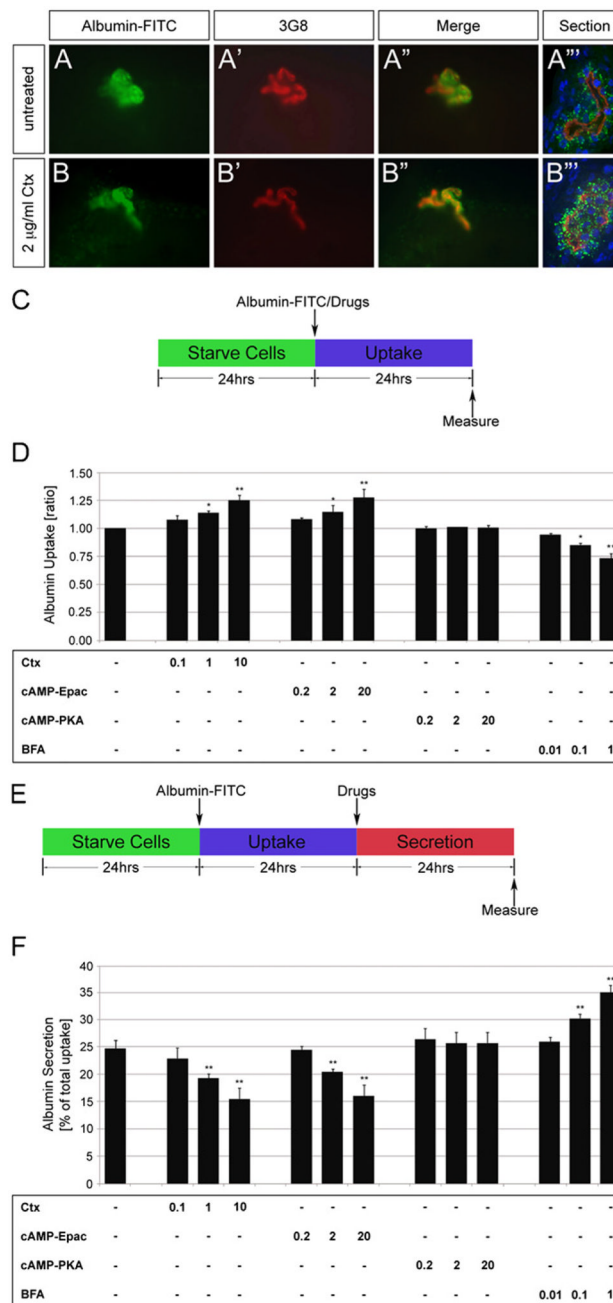 Albumin-FITC 3G8 Merge Section
untreated
A A' A" A"'
2 µg/ml Ctx
B B' B" B"'
C
Albumin-FITC/Drugs
Starve Cells Uptake
24hrs 24hrs
Measure
D
Albumin Uptake [ratio]
1.50
1.25
1.00
0.75
0.50
0.25
0.00
* ** * ** * **
Ctx - 0.1 1 10 - - - - - - - - -
cAMP-Epac - - - - 0.2 2 20 - - - - - -
cAMP-PKA - - - - - - - 0.2 2 20 - - -
BFA - - - - - - - - - - 0.01 0.1 1
E
Albumin-FITC Drugs
Starve Cells Uptake Secretion
24hrs 24hrs 24hrs
Measure
F
Albumin Secretion
[% of total uptake]
40
35
30
25
20
15
10
5
0
** ** ** ** ** **
Ctx - 0.1 1 10 - - - - - - - - -
cAMP-Epac - - - - 0.2 2 20 - - - - - -
cAMP-PKA - - - - - - - 0.2 2 20 - - -
BFA - - - - - - - - - - 0.01 0.1 1